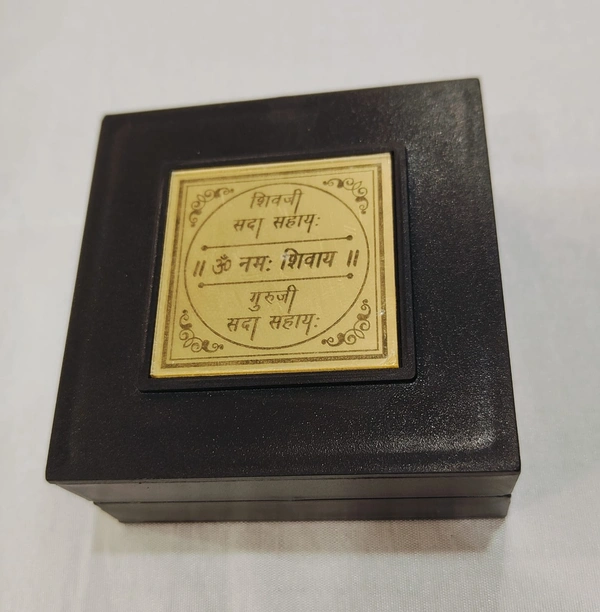 शिवजी
सदा सहायः
॥ ॐ नमः शिवाय ॥
गुरुजी
सदा सहायः